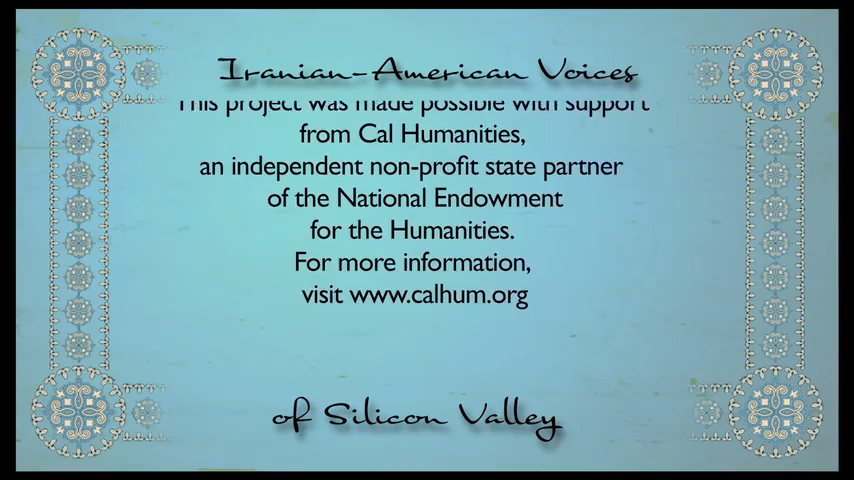 Iranian-American Voices
This project was made possible with support
from Cal Humanities,
an independent non-profit state partner
of the National Endowment
for the Humanities.
For more information,
visit www.calhum.org
of Silicon Valley